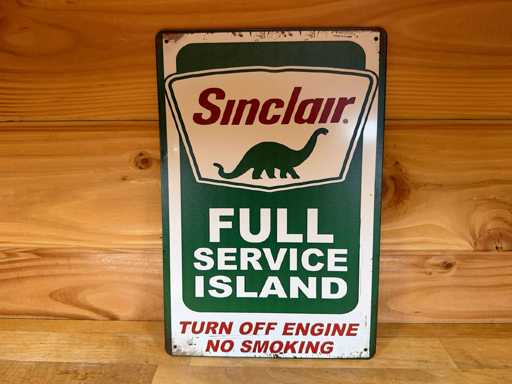 Sinclair®
FULL
SERVICE
ISLAND
TURN OFF ENGINE
NO SMOKING